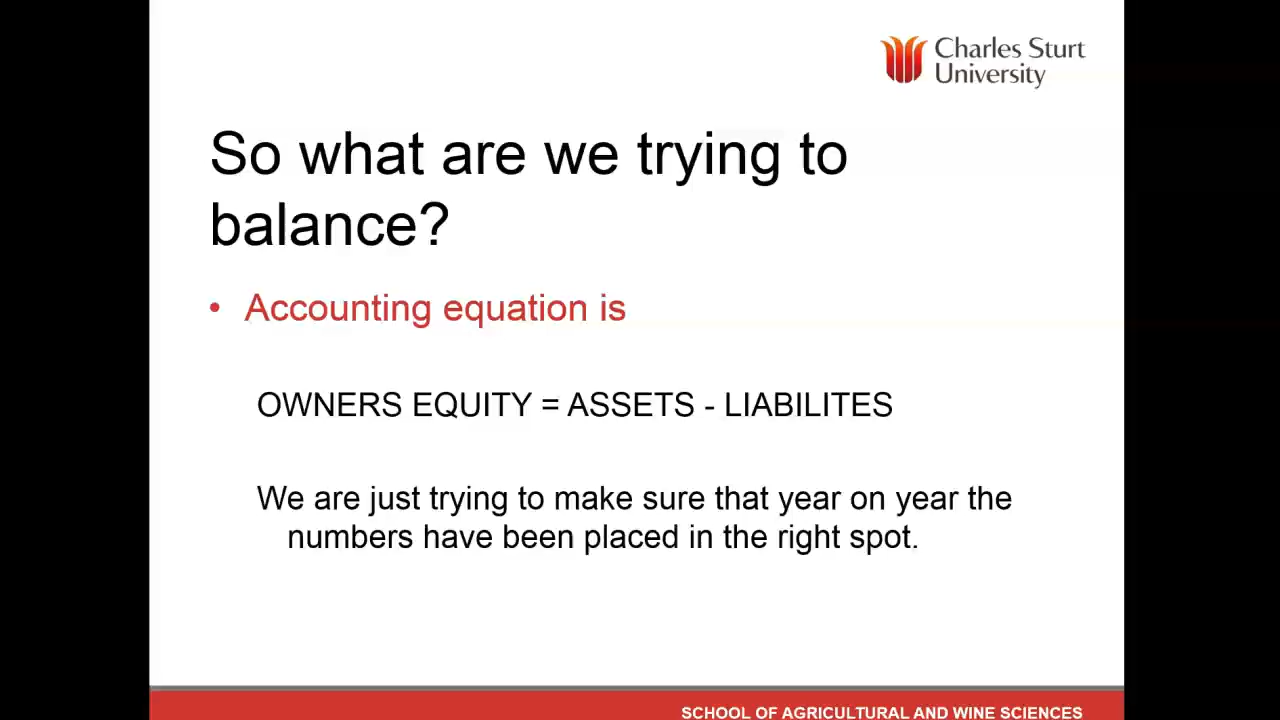 Charles Sturt
University
So what are we trying to
balance?
• Accounting equation is
OWNERS EQUITY = ASSETS - LIABILITES
We are just trying to make sure that year on year the
numbers have been placed in the right spot.
SCHOOL OF AGRICULTURAL AND WINE SCIENCES